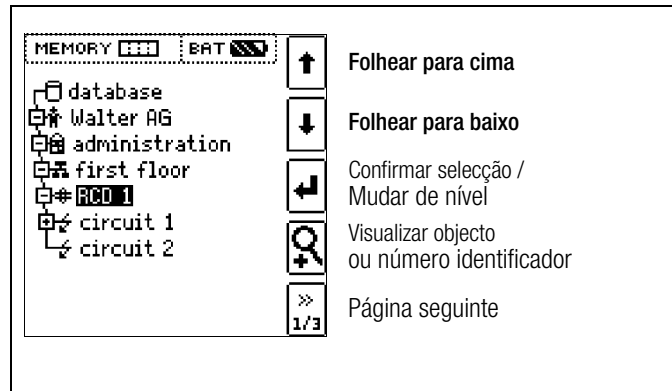 MEMORY BAT
database
Walter AG
administration
first floor
RCD 1
circuit 1
circuit 2
»
1/3
Folhear para cima
Folhear para baixo
Confirmar selecção /
Mudar de nível
Visualizar objecto
ou número identificador
Página seguinte